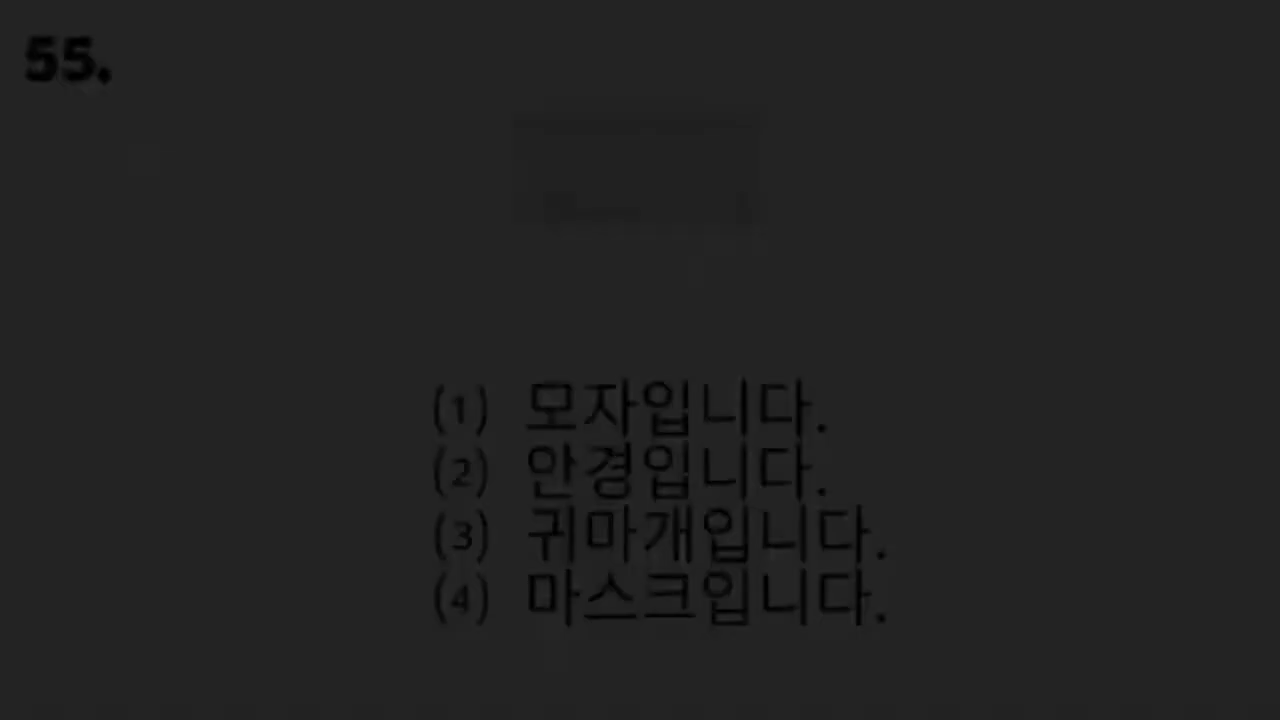 55.
(1) 모자입니다.
(2) 안경입니다.
(3) 귀마개입니다.
(4) 마스크입니다.